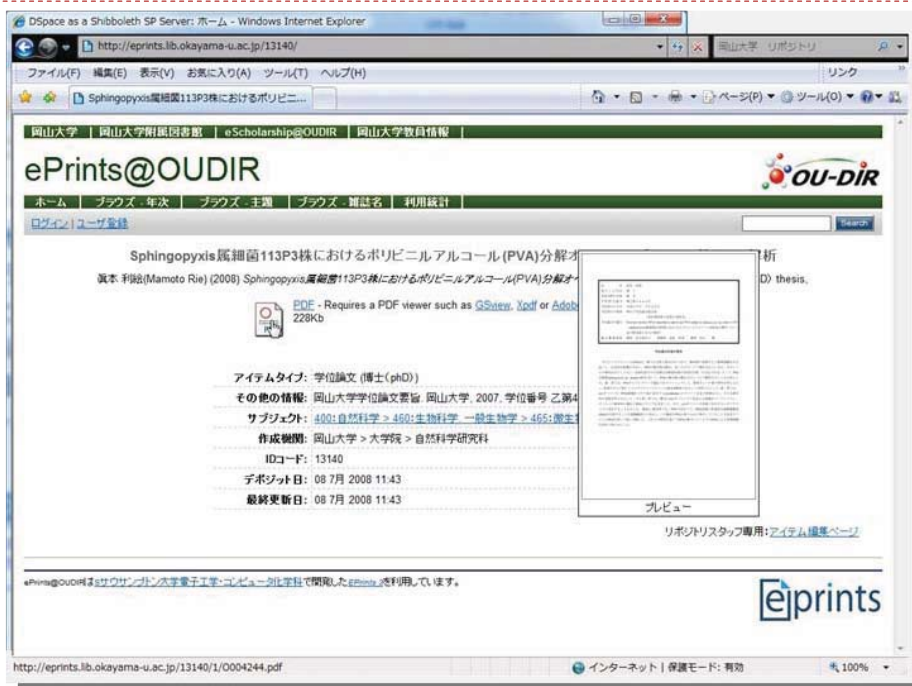 DSpace as a Shibboleth SP Server: ホーム - Windows Internet Explorer
http://eprints.lib.okayama-u.ac.jp/13140/
岡山大学 リポジトリ
ファイル(F) 編集(E) 表示(V) お気に入り(A) ツール(T) ヘルプ(H)
リンク
Sphingopyxis属細菌113P3株におけるポリビニ...
ページ(P) ツール(O)
岡山大学 | 岡山大学附属図書館 | eScholarship@OUDIR | 岡山大学教員情報 |
ePrints@OUDIR
OU-DIR
ホーム | ブラウズ - 年次 | ブラウズ - 主題 | ブラウズ - 雑誌名 | 利用統計 |
ログイン | ユーザ登録
Search
Sphingopyxis属細菌113P3株におけるポリビニルアルコール(PVA)分解オ
析
眞本 利絵(Mamoto Rie) (2008) Sphingopyxis属細菌113P3株におけるポリビニルアルコール(PVA)分解オペ
D) thesis,
PDF - Requires a PDF viewer such as GSview, Xpdf or Adob
228Kb
アイテムタイプ: 学位論文 (博士(phD))
その他の情報: 岡山大学学位論文要旨. 岡山大学, 2007. 学位番号 乙第4
サブジェクト: 400:自然科学 > 460:生物科学. 一般生物学 > 465:微生
作成機関: 岡山大学 > 大学院 > 自然科学研究科
IDコード: 13140
デポジット日: 08 7月 2008 11:43
最終更新日: 08 7月 2008 11:43
プレビュー
リポジトリスタッフ専用:アイテム編集ページ
ePrints@OUDIRはサウサンプトン大学電子工学・コンピュータ化学科で開発したEPrints 3を利用しています。
eprints
http://eprints.lib.okayama-u.ac.jp/13140/1/O004244.pdf
インターネット | 保護モード: 有効
100%